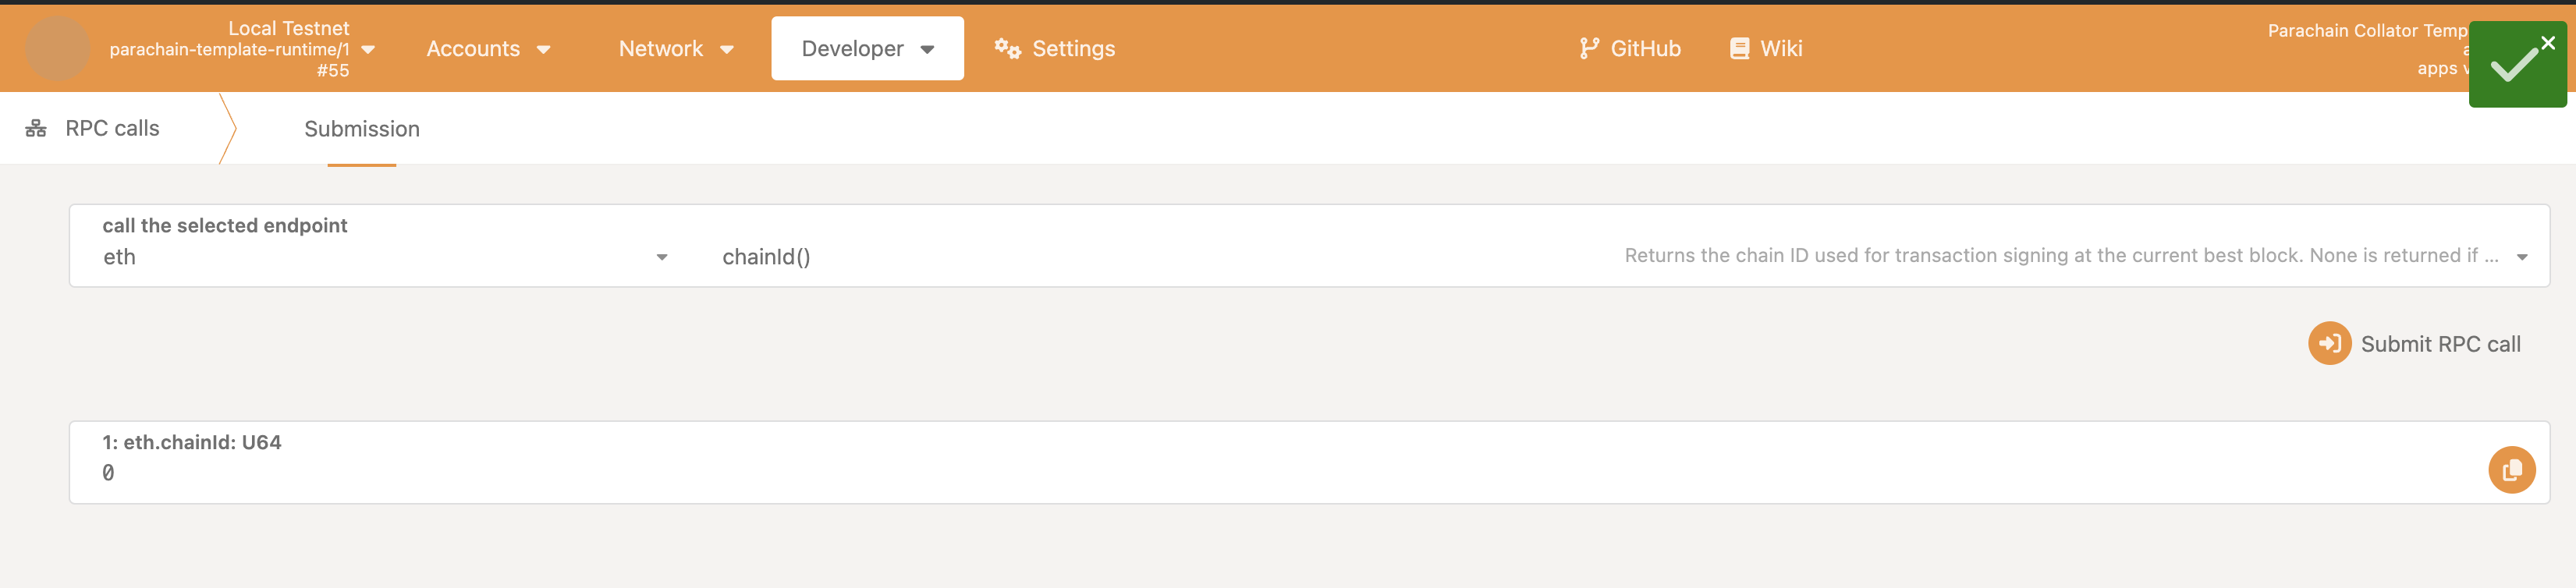 Local Testnet
parachain-template-runtime/1
#55
Accounts
Network
Developer
Settings
GitHub
Wiki
Parachain Collator Temp
apps v
RPC calls
Submission
call the selected endpoint
eth
chainId()
Returns the chain ID used for transaction signing at the current best block. None is returned if ...
Submit RPC call
1: eth.chainId: U64
0